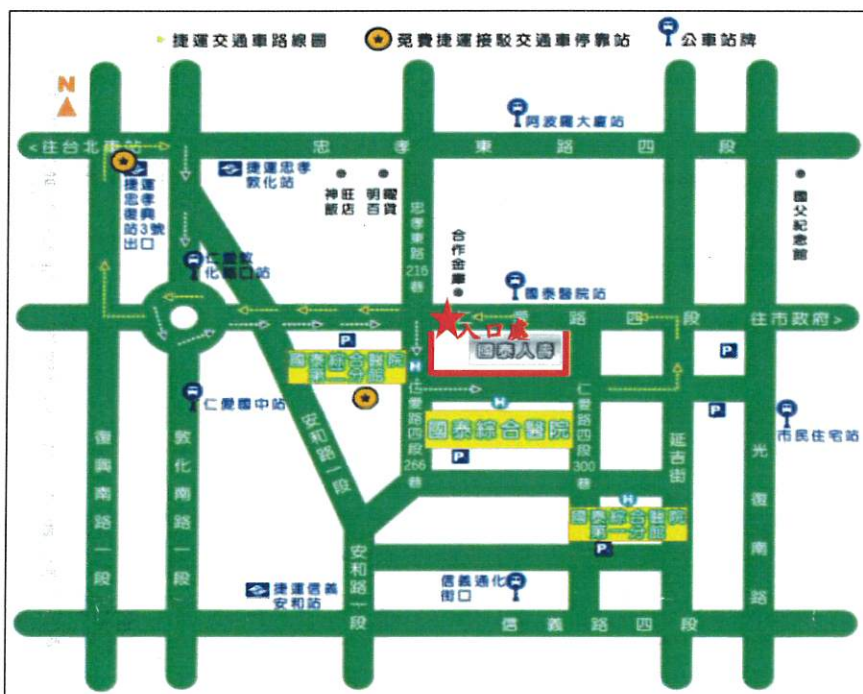 捷運交通車路線圖
免費捷運接駁交通車停靠站
公車站牌
N
阿波羅大廈站
<往台北車站
忠孝東路四段
捷運
忠孝
復興
站3號
出口
捷運忠孝
敦化站
神旺
飯店
明曜
百貨
忠孝東路216巷
合作金庫
國父紀念館
仁愛敦
化路口站
國泰醫院站
愛路四段
往市政府>
入口處
國泰人壽
P
國泰綜合醫院
第二分館
H
P
仁愛國中站
仁愛路四段266巷
H
國泰綜合醫院
P
仁愛路四段300巷
P
市民住宅站
復興南路一段
敦化南路一段
安和路一段
延吉街
光復南路
H
國泰綜合醫院
第一分館
P
安和路一段
捷運信義
安和站
信義通化
街口
信義路四段